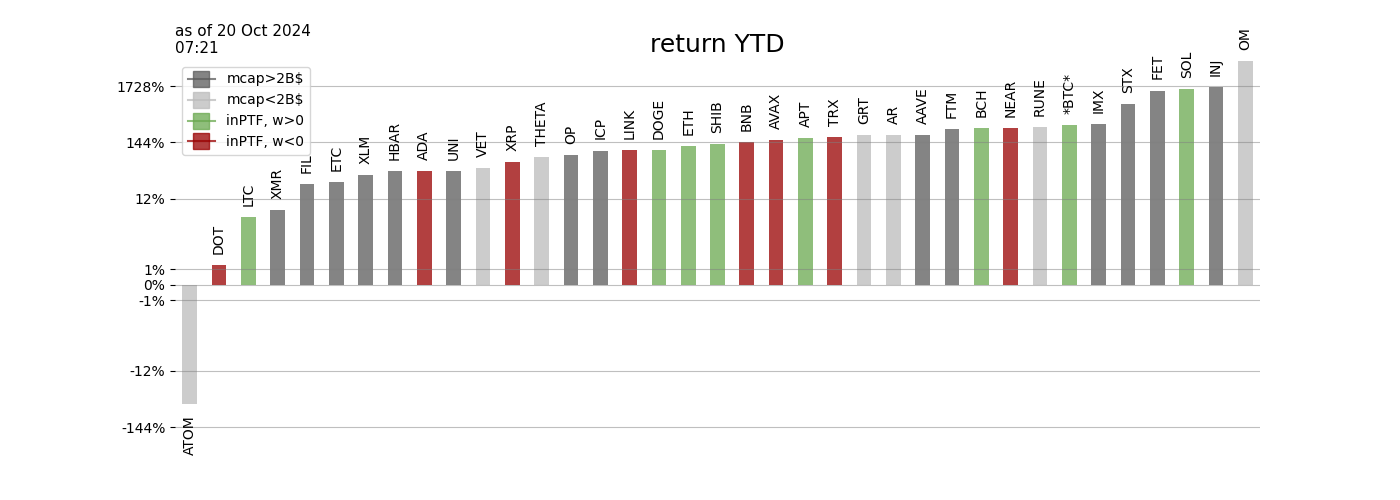 as of 20 Oct 2024
07:21
return YTD
mcap>2B$
mcap<2B$
inPTF, w>0
inPTF, w<0
1728%
144%
12%
1%
0%
-1%
-12%
-144%
ATOM
DOT
LTC
XMR
FIL
ETC
XLM
HBAR
ADA
UNI
VET
XRP
THETA
OP
ICP
LINK
DOGE
ETH
SHIB
BNB
AVAX
APT
TRX
GRT
AR
AAVE
FTM
BCH
NEAR
RUNE
*BTC*
IMX
STX
FET
SOL
INJ
OM